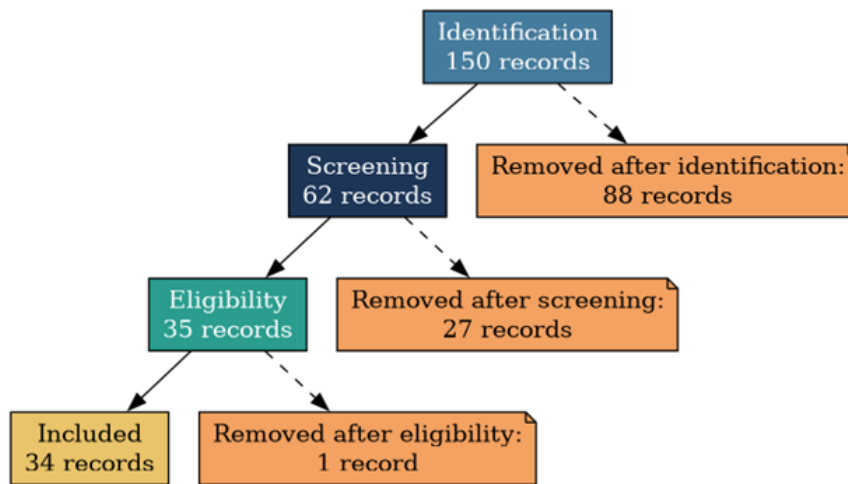 Identification
150 records
Screening
62 records
Removed after identification:
88 records
Eligibility
35 records
Removed after screening:
27 records
Included
34 records
Removed after eligibility:
1 record